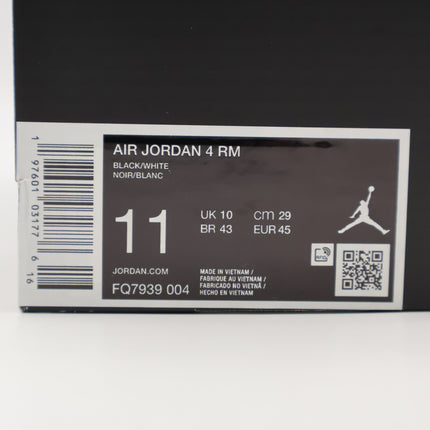 AIR JORDAN 4 RM
BLACK/WHITE
NOIR/BLANC
11
UK 10 cm 29
BR 43 EUR 45
JORDAN.COM
FQ7939 004
MADE IN VIETNAM /
FABRIQUE AU VIETNAM /
FABRICADO NO VIETNÃ /
HECHO EN VIETNAM
RFID
1 97601 03177 6 16